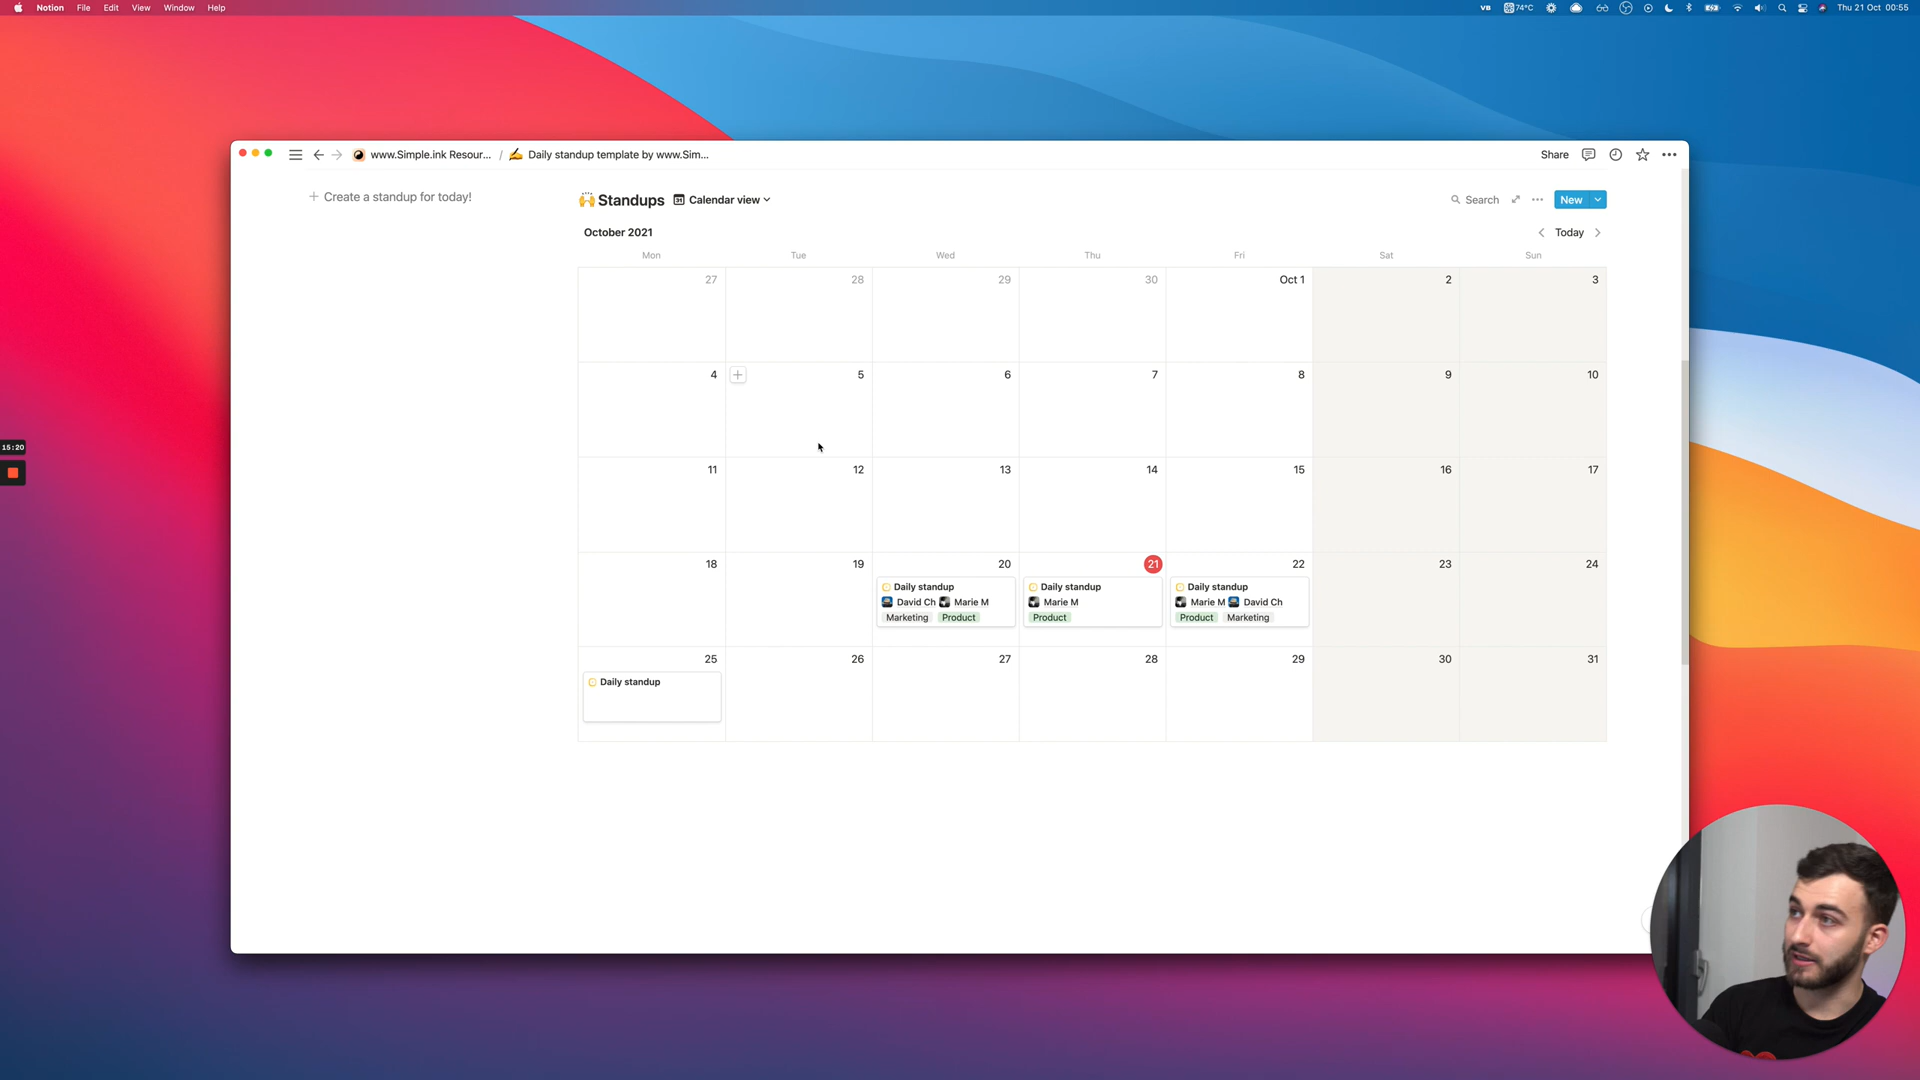 Notion File Edit View Window Help
VB 74°C Thu 21 Oct 00:55
www.Simple.ink Resour... / Daily standup template by www.Sim...
Share
Create a standup for today!
Standups Calendar view
Search New
October 2021
Today
Mon Tue Wed Thu Fri Sat Sun
27 28 29 30 Oct 1 2 3
4 5 6 7 8 9 10
15:20
11 12 13 14 15 16 17
18 19 20 21 22 23 24
Daily standup Daily standup Daily standup
David Ch Marie M Marie M Marie M David Ch
Marketing Product Product Product Marketing
25 26 27 28 29 30 31
Daily standup